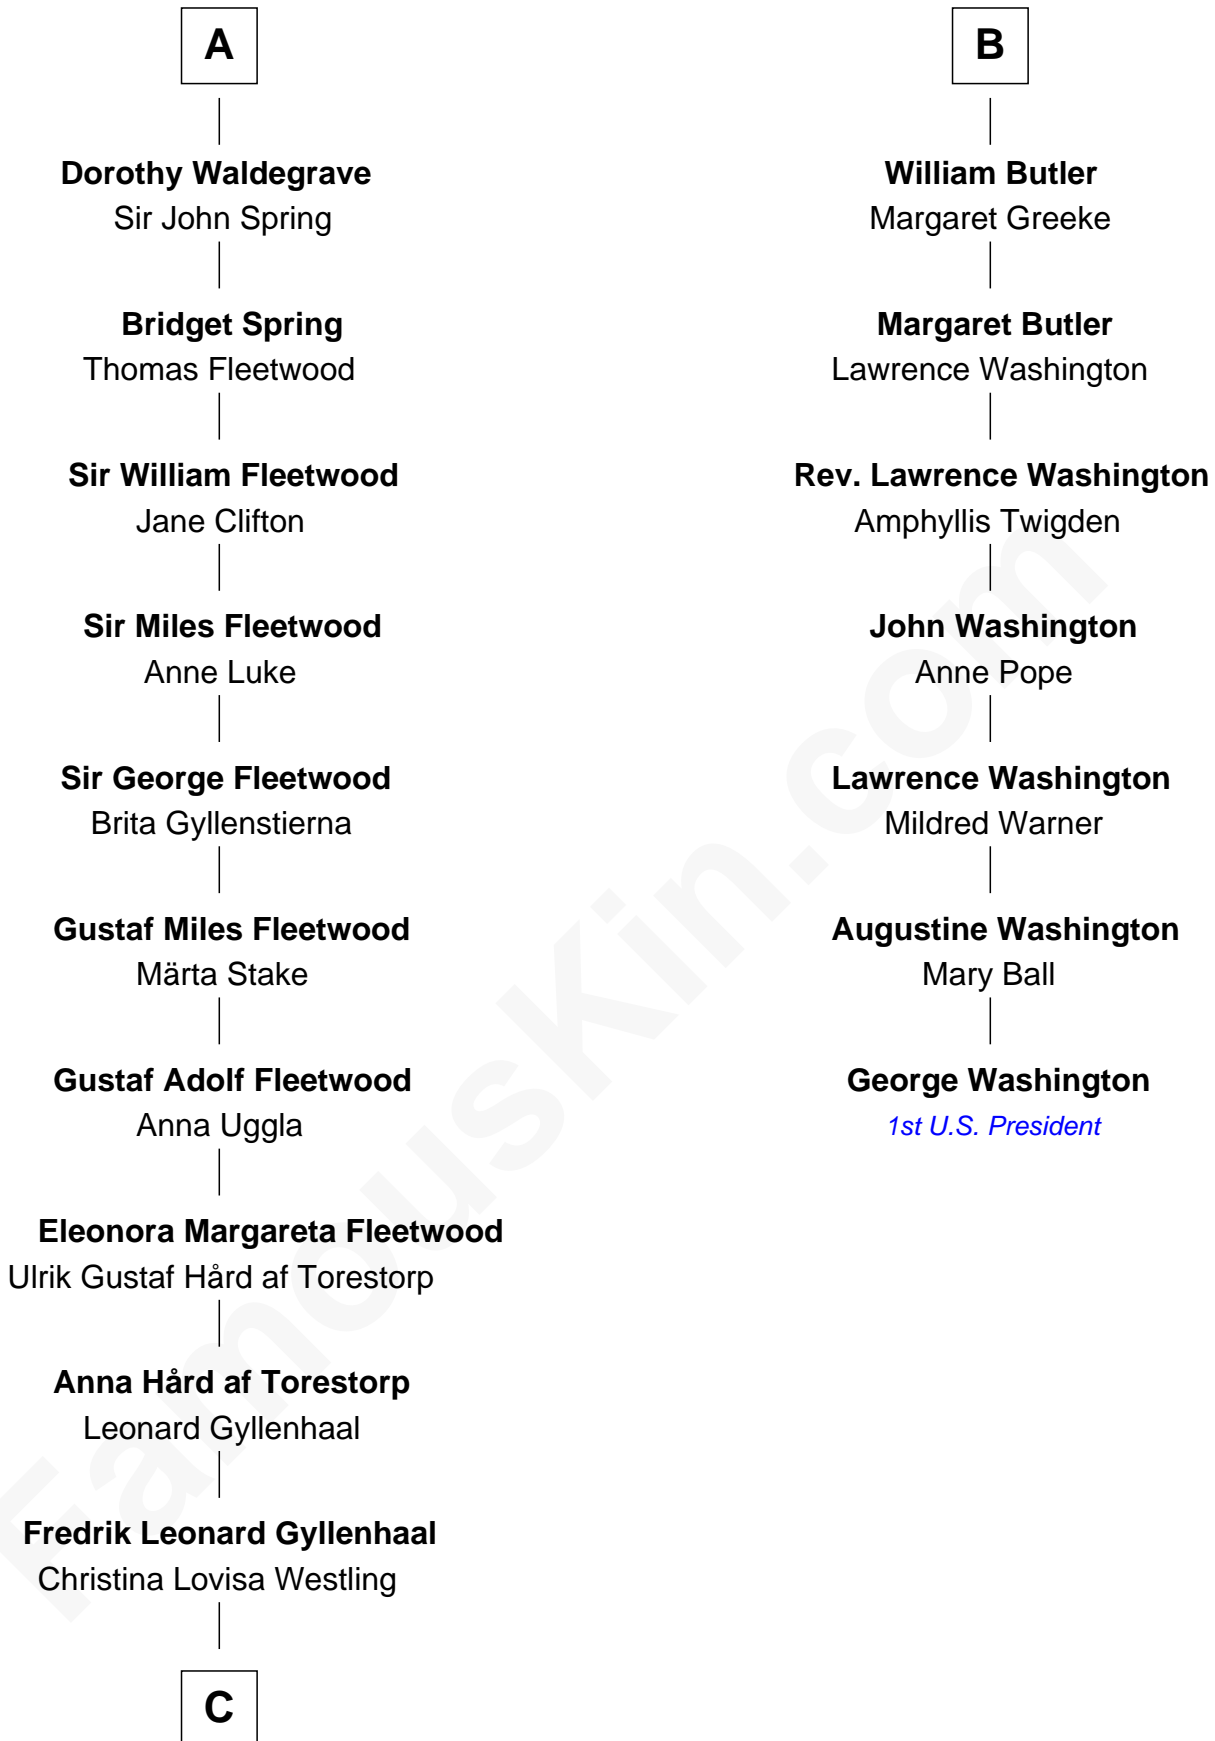 A
Dorothy Waldegrave
Sir John Spring
Bridget Spring
Thomas Fleetwood
Sir William Fleetwood
Jane Clifton
Sir Miles Fleetwood
Anne Luke
Sir George Fleetwood
Brita Gyllenstierna
Gustaf Miles Fleetwood
Märta Stake
Gustaf Adolf Fleetwood
Anna Uggla
Eleonora Margareta Fleetwood
Ulrik Gustaf Hård af Torestorp
Anna Hård af Torestorp
Leonard Gyllenhaal
Fredrik Leonard Gyllenhaal
Christina Lovisa Westling
C
B
William Butler
Margaret Greeke
Margaret Butler
Lawrence Washington
Rev. Lawrence Washington
Amphyllis Twigden
John Washington
Anne Pope
Lawrence Washington
Mildred Warner
Augustine Washington
Mary Ball
George Washington
1st U.S. President
FamousKin.com